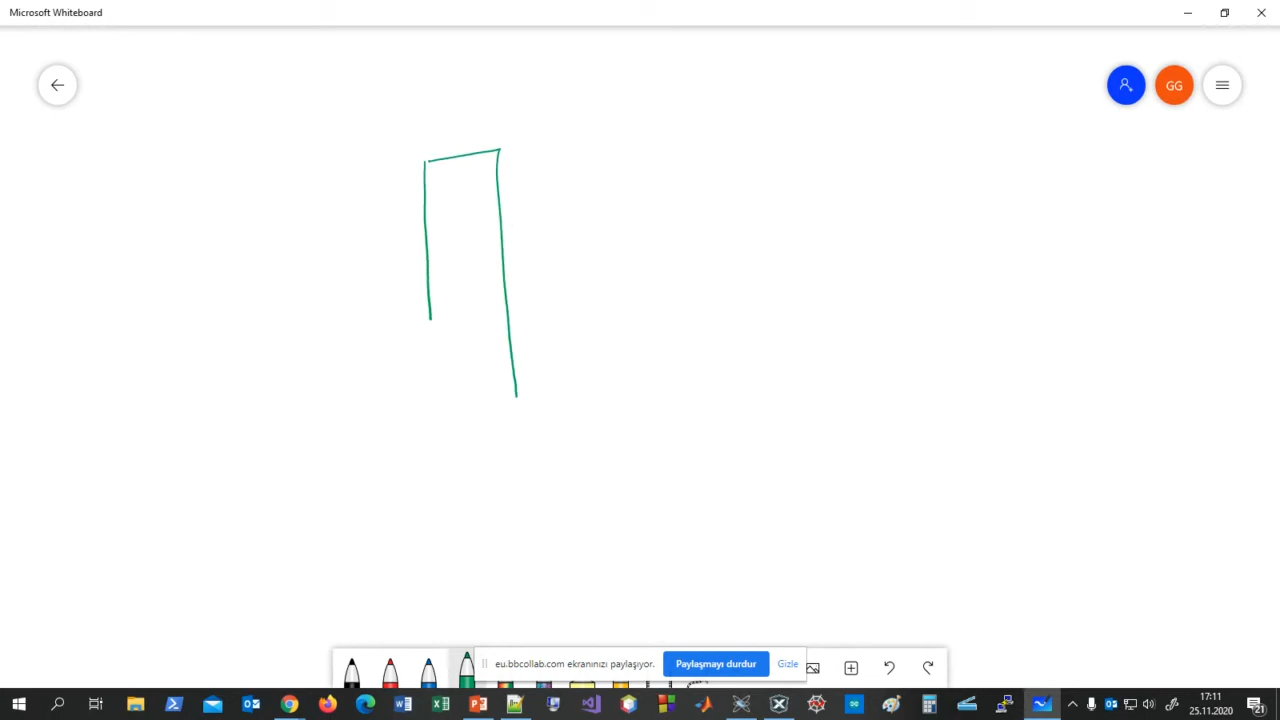 Microsoft Whiteboard
GG
eu.bbcollab.com ekranınızı paylaşıyor.
Paylaşmayı durdur
Gizle
17:11
25.11.2020
21